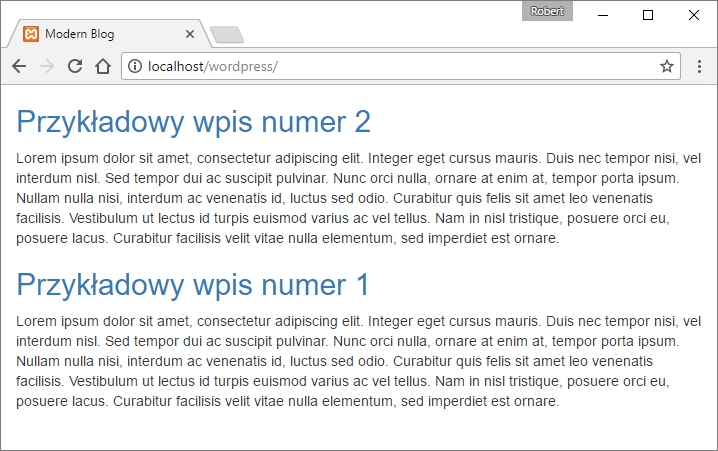 Robert
Modern Blog
localhost/wordpress/
Przykładowy wpis numer 2
Lorem ipsum dolor sit amet, consectetur adipiscing elit. Integer eget cursus mauris. Duis nec tempor nisi, vel
interdum nisl. Sed tempor dui ac suscipit pulvinar. Nunc orci nulla, ornare at enim at, tempor porta ipsum.
Nullam nulla nisi, interdum ac venenatis id, luctus sed odio. Curabitur quis felis sit amet leo venenatis
facilisis. Vestibulum ut lectus id turpis euismod varius ac vel tellus. Nam in nisl tristique, posuere orci eu,
posuere lacus. Curabitur facilisis velit vitae nulla elementum, sed imperdiet est ornare.
Przykładowy wpis numer 1
Lorem ipsum dolor sit amet, consectetur adipiscing elit. Integer eget cursus mauris. Duis nec tempor nisi, vel
interdum nisl. Sed tempor dui ac suscipit pulvinar. Nunc orci nulla, ornare at enim at, tempor porta ipsum.
Nullam nulla nisi, interdum ac venenatis id, luctus sed odio. Curabitur quis felis sit amet leo venenatis
facilisis. Vestibulum ut lectus id turpis euismod varius ac vel tellus. Nam in nisl tristique, posuere orci eu,
posuere lacus. Curabitur facilisis velit vitae nulla elementum, sed imperdiet est ornare.